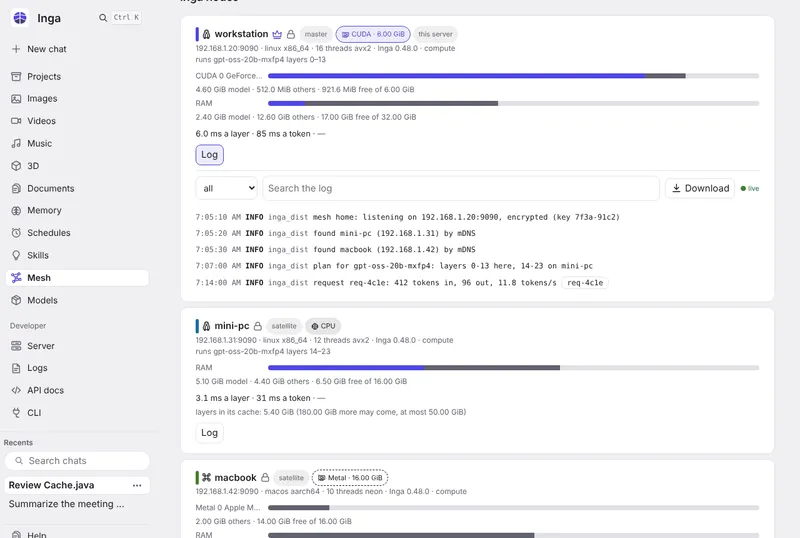 Inga
Ctrl K
New chat
Projects
Images
Videos
Music
3D
Documents
Memory
Schedules
Skills
Mesh
Models
Developer
Server
Logs
API docs
CLI
Recents
Search chats
Review Cache.java
Summarize the meeting ...
Help
workstation master CUDA · 6.00 GiB this server
192.168.1.20:9090 · linux x86_64 · 16 threads avx2 · Inga 0.48.0 · compute
runs gpt-oss-20b-mxfp4 layers 0–13
CUDA 0 GeForce...
4.60 GiB model · 512.0 MiB others · 921.6 MiB free of 6.00 GiB
RAM
2.40 GiB model · 12.60 GiB others · 17.00 GiB free of 32.00 GiB
6.0 ms a layer · 85 ms a token · —
Log
all Search the log Download live
7:05:10 AM INFO inga_dist mesh home: listening on 192.168.1.20:9090, encrypted (key 7f3a-91c2)
7:05:20 AM INFO inga_dist found mini-pc (192.168.1.31) by mDNS
7:05:30 AM INFO inga_dist found macbook (192.168.1.42) by mDNS
7:07:00 AM INFO inga_dist plan for gpt-oss-20b-mxfp4: layers 0-13 here, 14-23 on mini-pc
7:14:00 AM INFO inga_dist request req-4c1e: 412 tokens in, 96 out, 11.8 tokens/s req-4c1e
mini-pc satellite CPU
192.168.1.31:9090 · linux x86_64 · 12 threads avx2 · Inga 0.48.0 · compute
runs gpt-oss-20b-mxfp4 layers 14–23
RAM
5.10 GiB model · 4.40 GiB others · 6.50 GiB free of 16.00 GiB
3.1 ms a layer · 31 ms a token · —
layers in its cache: 5.40 GiB (180.00 GiB more may come, at most 50.00 GiB)
Log
macbook satellite Metal · 16.00 GiB
192.168.1.42:9090 · macos aarch64 · 10 threads neon · Inga 0.48.0 · compute
Metal 0 Apple M...
2.00 GiB others · 14.00 GiB free of 16.00 GiB
RAM